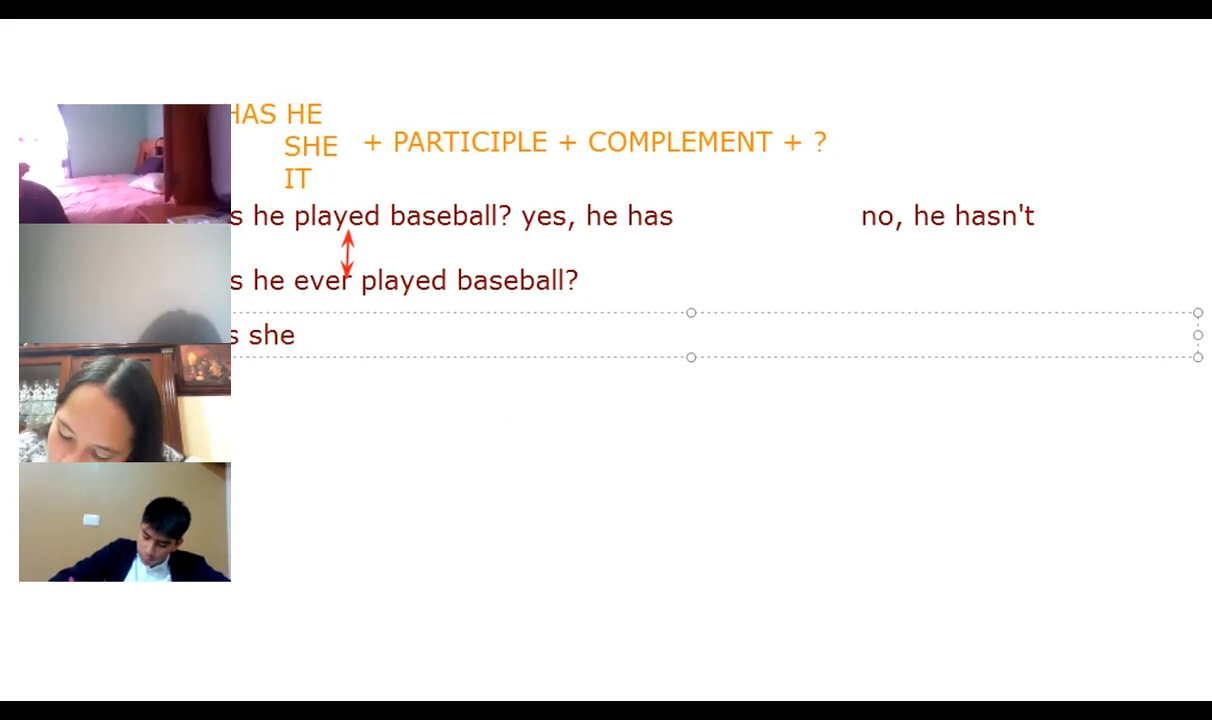 HAS HE
SHE
+ PARTICIPLE + COMPLEMENT + ?
IT
s he played baseball? yes, he has no, he hasn't
s he ever played baseball?
s she